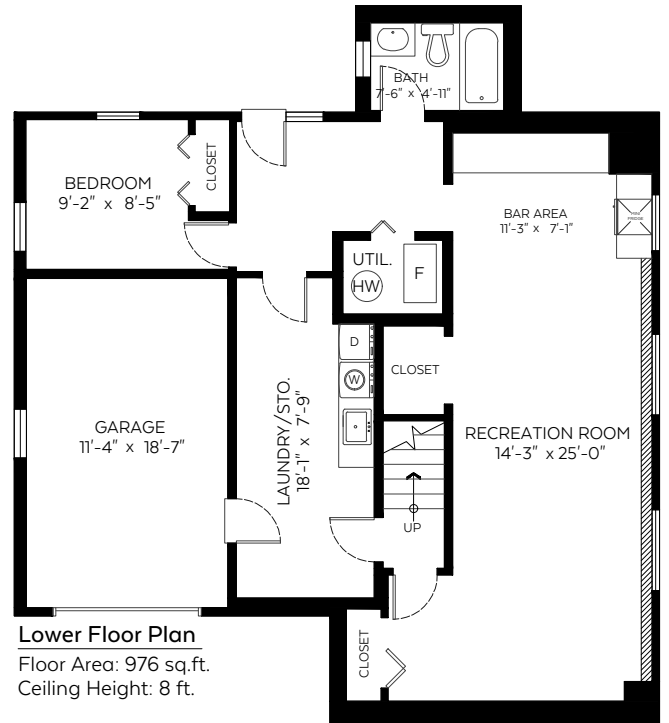 BATH
7'-6" x 4'-11"
BEDROOM
9'-2" x 8'-5"
CLOSET
BAR AREA
11'-3" x 7'-1"
MINI
FRIDGE
UTIL.
HW
F
D
W
CLOSET
LAUNDRY/STO.
18'-1" x 7'-9"
GARAGE
11'-4" x 18'-7"
RECREATION ROOM
14'-3" x 25'-0"
UP
CLOSET
Lower Floor Plan
Floor Area: 976 sq.ft.
Ceiling Height: 8 ft.